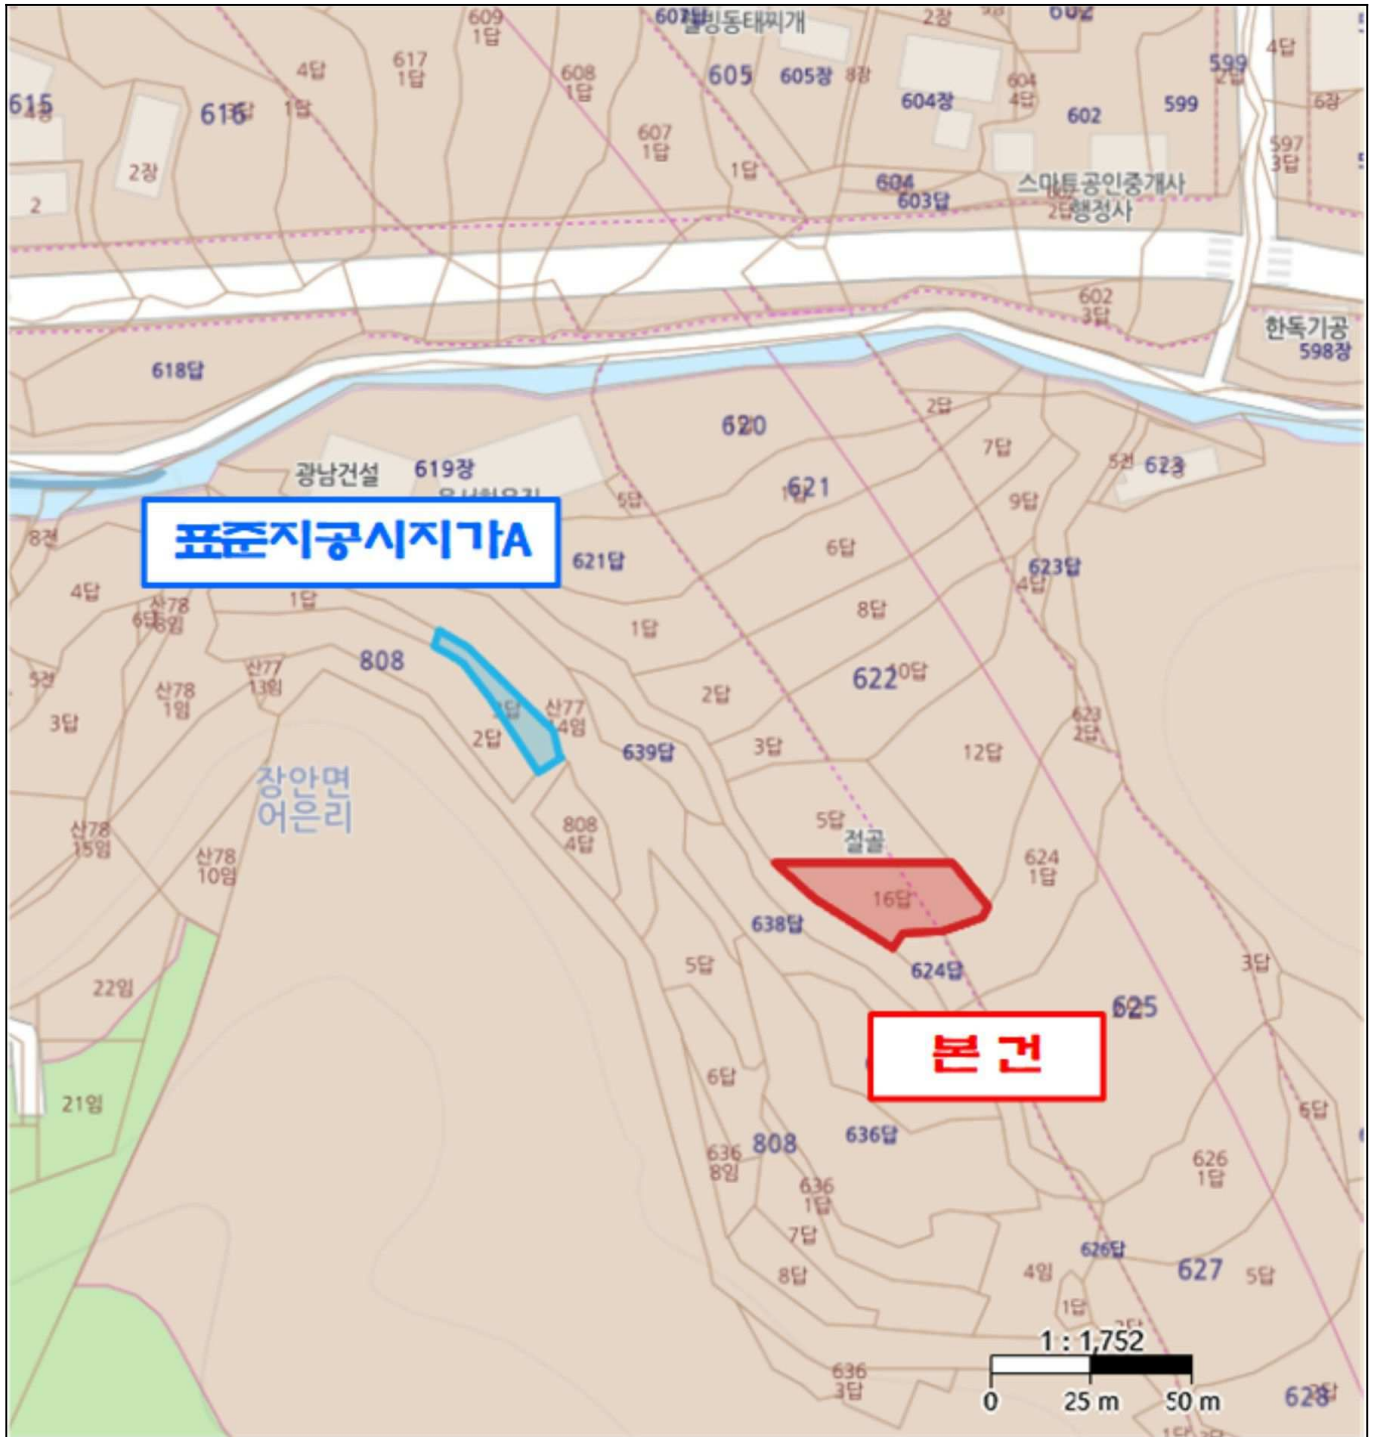 609
1답
607답
2장
602
4답
617
1답
608
1답
605
605장
8장
604
4답
599
4답
615
616
1답
604장
602
599
6장
607
1답
597
3답
2장
1답
604
603답
스마트공인중개사
행정사
2
602
3답
한독기공
598장
618답
2답
620
7답
광남건설
619장
5답
621
9답
5전
623
표준지공시지가A
8전
621답
6답
623답
4답
4답
산78
8임
6답
1답
1답
8답
808
산77
13임
5전
산78
1임
622
10답
3답
2답
2답
산77
14임
2답
623
2답
639답
3답
12답
장안면
어은리
산78
15임
808
4답
5답
절골
산78
10임
624
1답
16답
638답
5답
624답
3답
22임
625
본 건
21임
6답
6답
636
8임
808
636답
626
1답
636
1답
7답
626답
8답
4임
627
5답
1답
1 : 1,752
636
3답
0
25 m
50 m
628